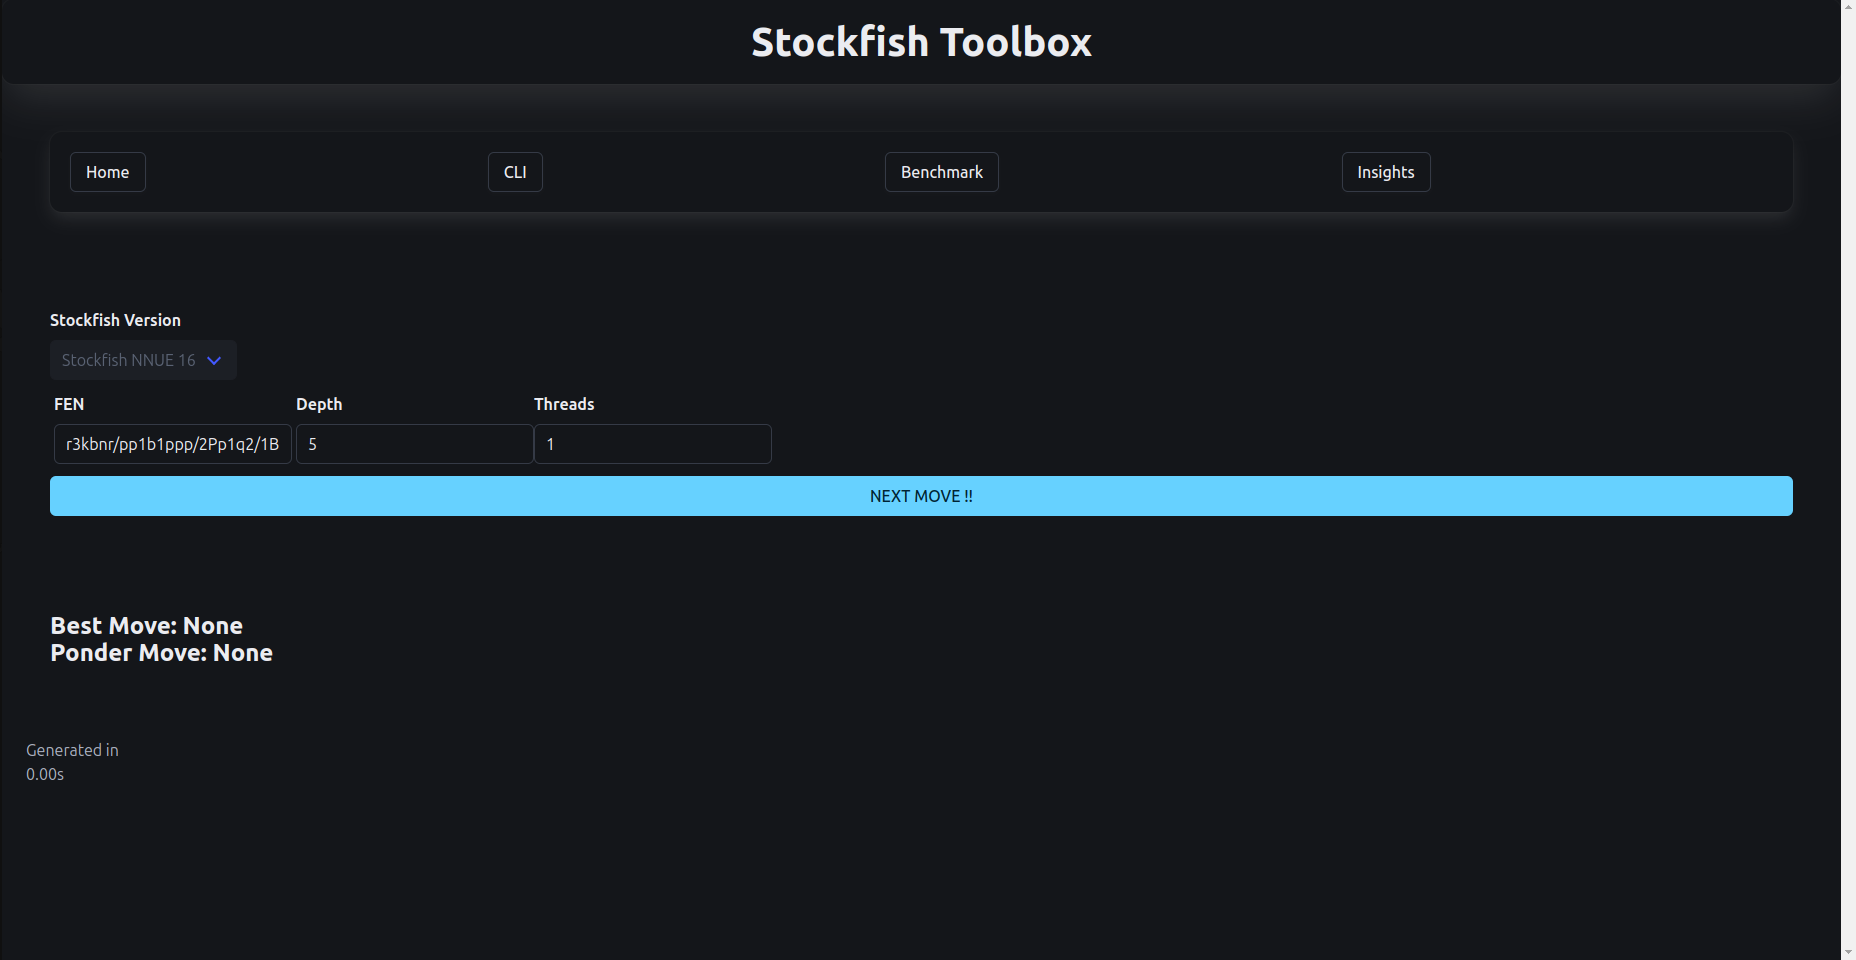 Stockfish Toolbox
Home CLI Benchmark Insights
Stockfish Version
Stockfish NNUE 16
FEN Depth Threads
r3kbnr/pp1b1ppp/2Pp1q2/1B 5 1
NEXT MOVE !!
Best Move: None
Ponder Move: None
Generated in
0.00s